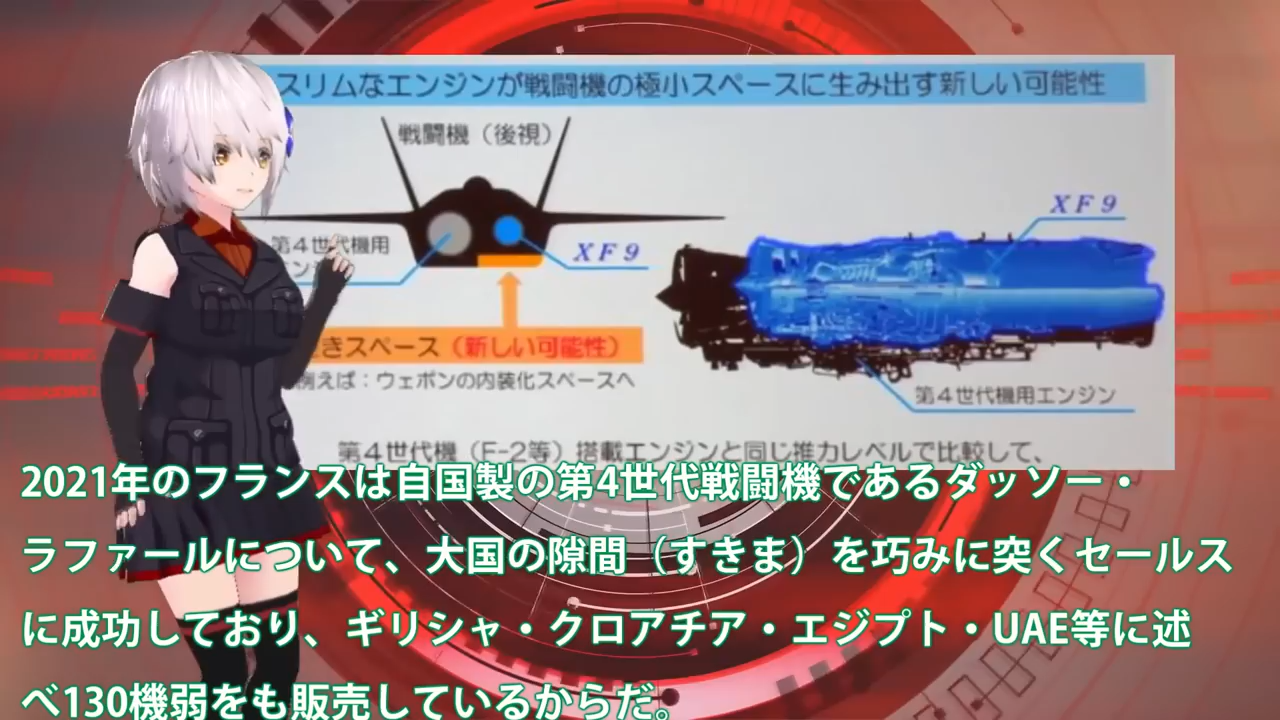 スリムなエンジンが戦闘機の極小スペースに生み出す新しい可能性
戦闘機（後視）
XF9
第4世代機用
XF9
きスペース（新しい可能性）
例えば：ウェポンの内装化スペースへ
第4世代機用エンジン
第4世代機（F-2等）搭載エンジンと同じ推力レベルで比較して、
2021年のフランスは自国製の第4世代戦闘機であるダッソー・
ラファールについて、大国の隙間（すきま）を巧みに突くセールス
に成功しており、ギリシャ・クロアチア・エジプト・UAE等に述
べ130機弱をも販売しているからだ。